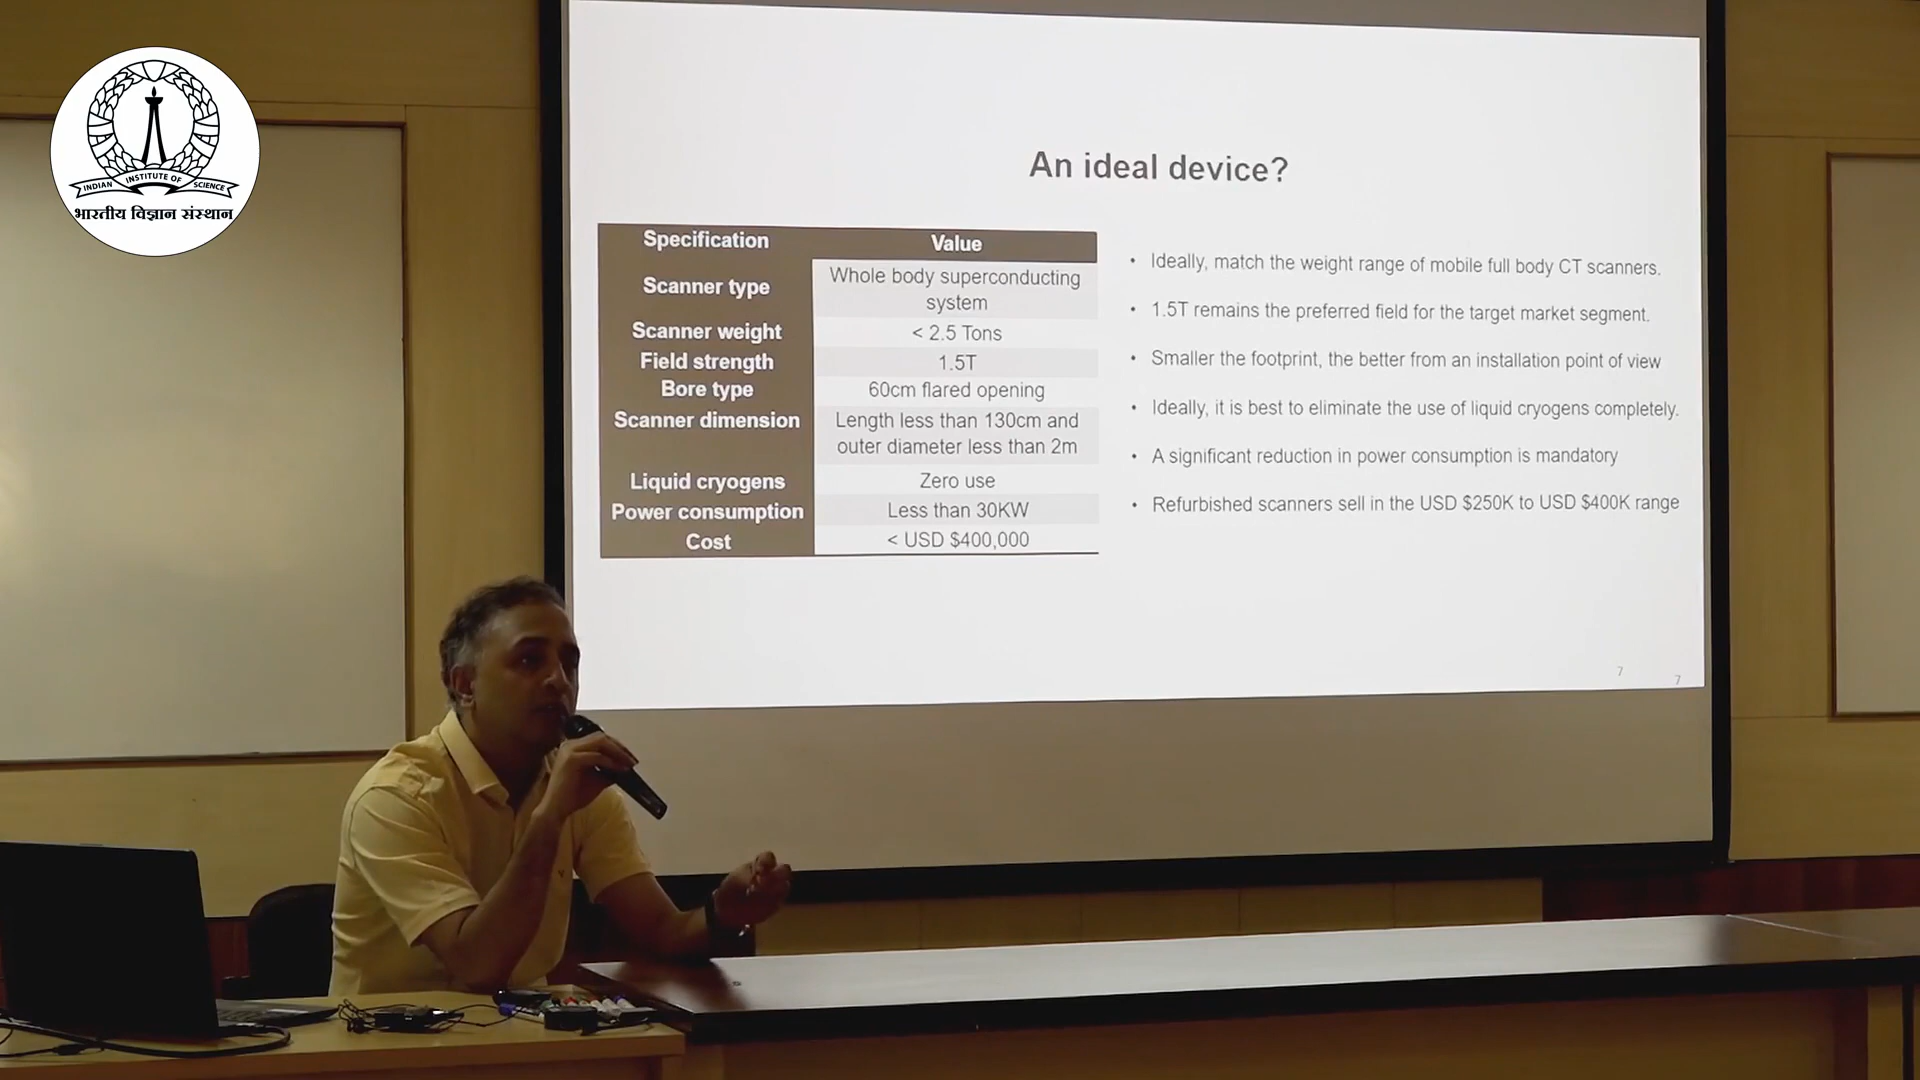 INDIAN INSTITUTE OF SCIENCE
भारतीय विज्ञान संस्थान
An ideal device?
Specification Value
Scanner type Whole body superconducting
system
Scanner weight < 2.5 Tons
Field strength 1.5T
Bore type 60cm flared opening
Scanner dimension Length less than 130cm and
outer diameter less than 2m
Liquid cryogens Zero use
Power consumption Less than 30KW
Cost < USD $400,000
• Ideally, match the weight range of mobile full body CT scanners.
• 1.5T remains the preferred field for the target market segment.
• Smaller the footprint, the better from an installation point of view
• Ideally, it is best to eliminate the use of liquid cryogens completely.
• A significant reduction in power consumption is mandatory
• Refurbished scanners sell in the USD $250K to USD $400K range
7
7